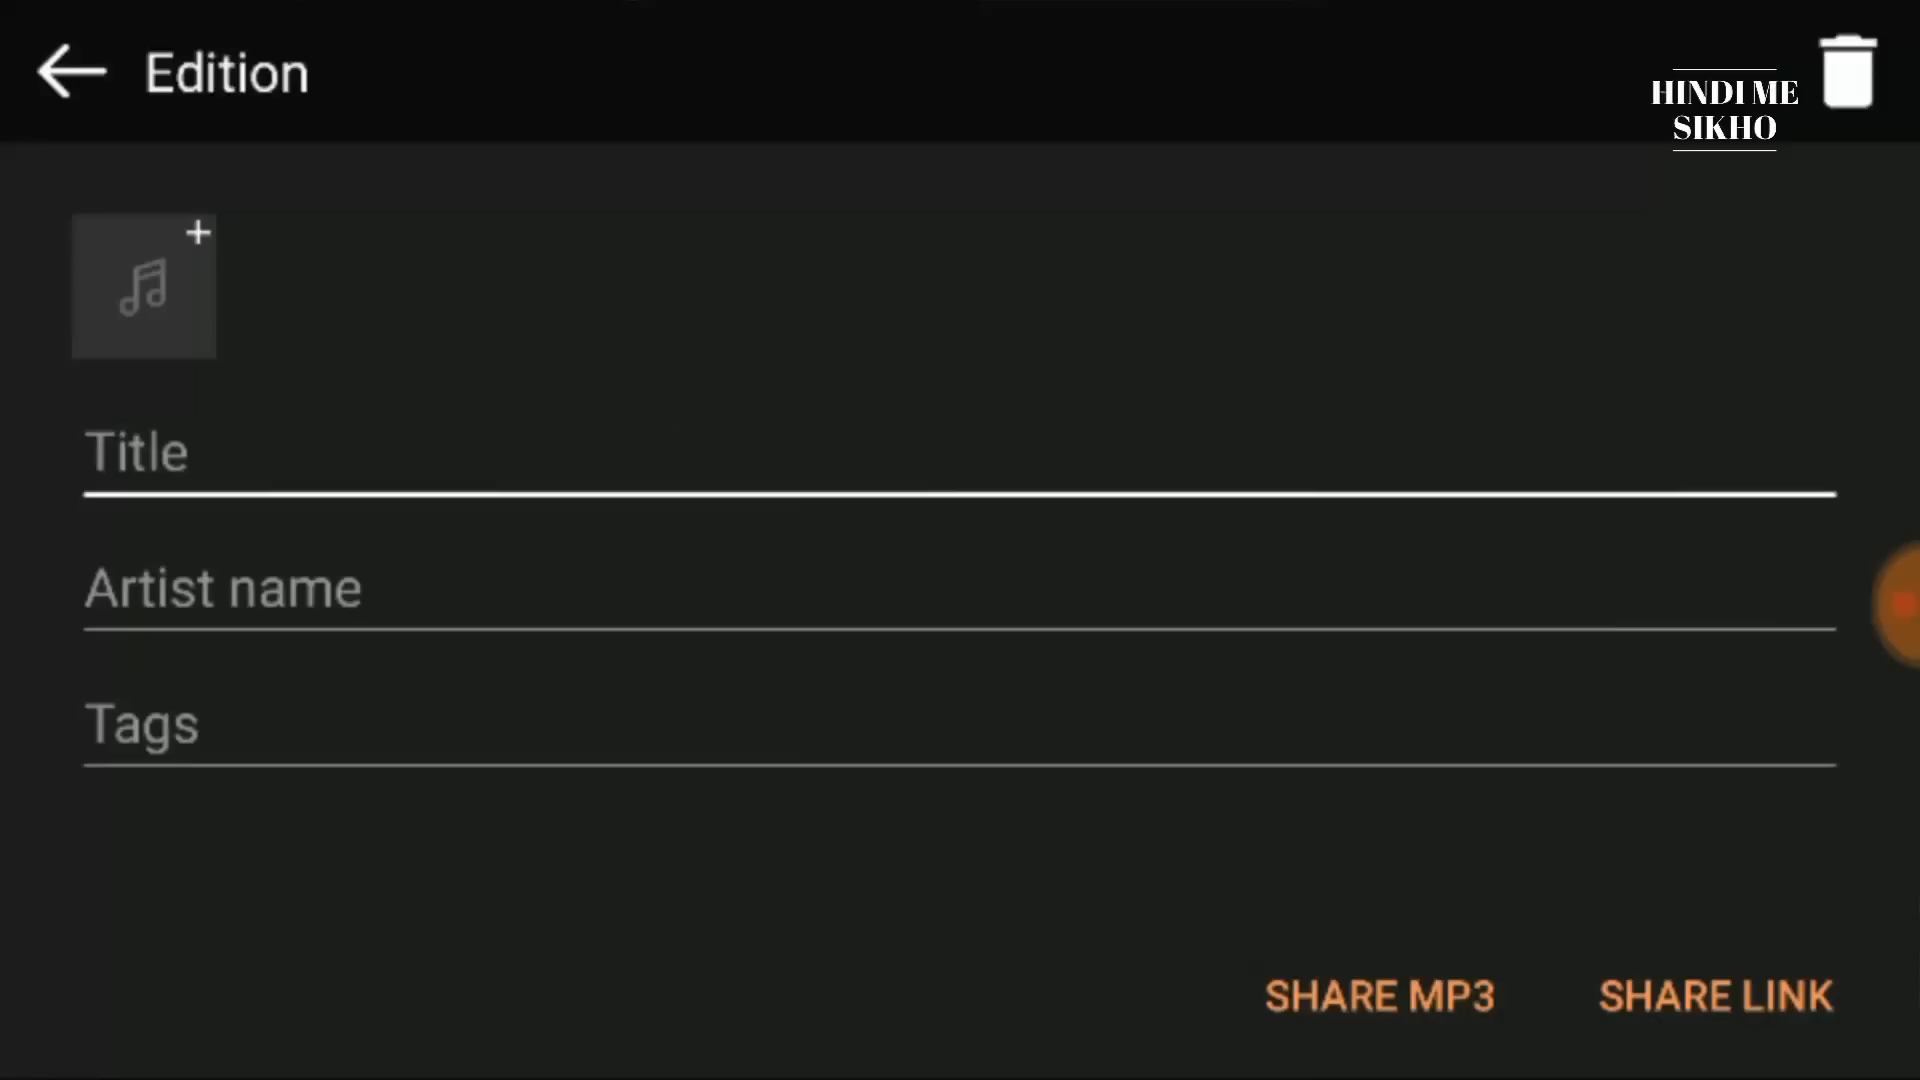 Edition
HINDI ME
SIKHO
Title
Artist name
Tags
SHARE MP3
SHARE LINK